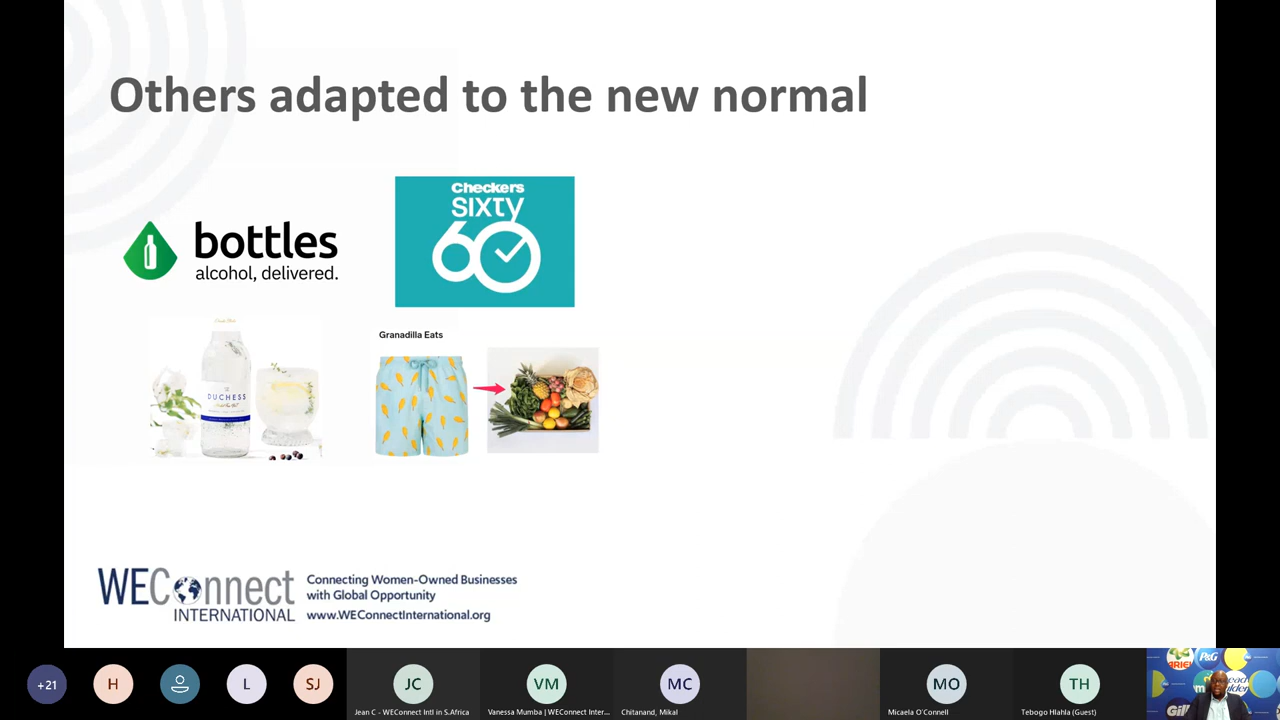 Others adapted to the new normal
bottles
alcohol, delivered.
Checkers
SIXTY
60
Granadilla Eats
DUCHESS
WEConnect
INTERNATIONAL
Connecting Women-Owned Businesses
with Global Opportunity
www.WEConnectInternational.org
+21
H
L
SJ
JC
VM
MC
MO
TH
Jean C - WEConnect Intl in S.Africa
Vanessa Mumba | WEConnect Inter...
Chitanand, Mikal
Micaela O'Connell
Tebogo Hlahla (Guest)
ARIEL
P&G